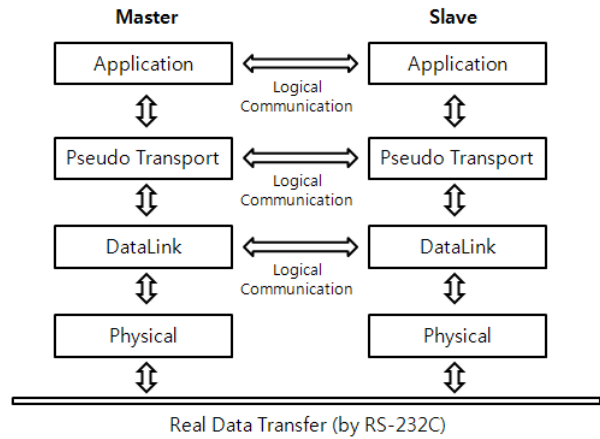 Master
Slave
Application
Application
Logical
Communication
Pseudo Transport
Pseudo Transport
Logical
Communication
DataLink
DataLink
Logical
Communication
Physical
Physical
Real Data Transfer (by RS-232C)